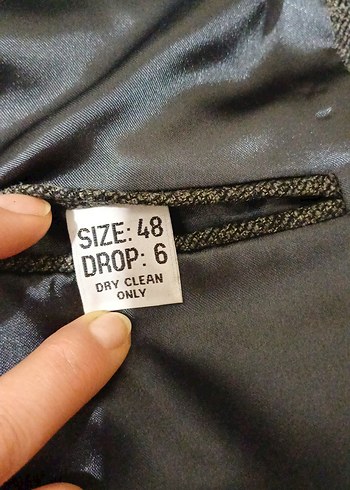 SIZE: 48
DROP: 6
DRY CLEAN
ONLY